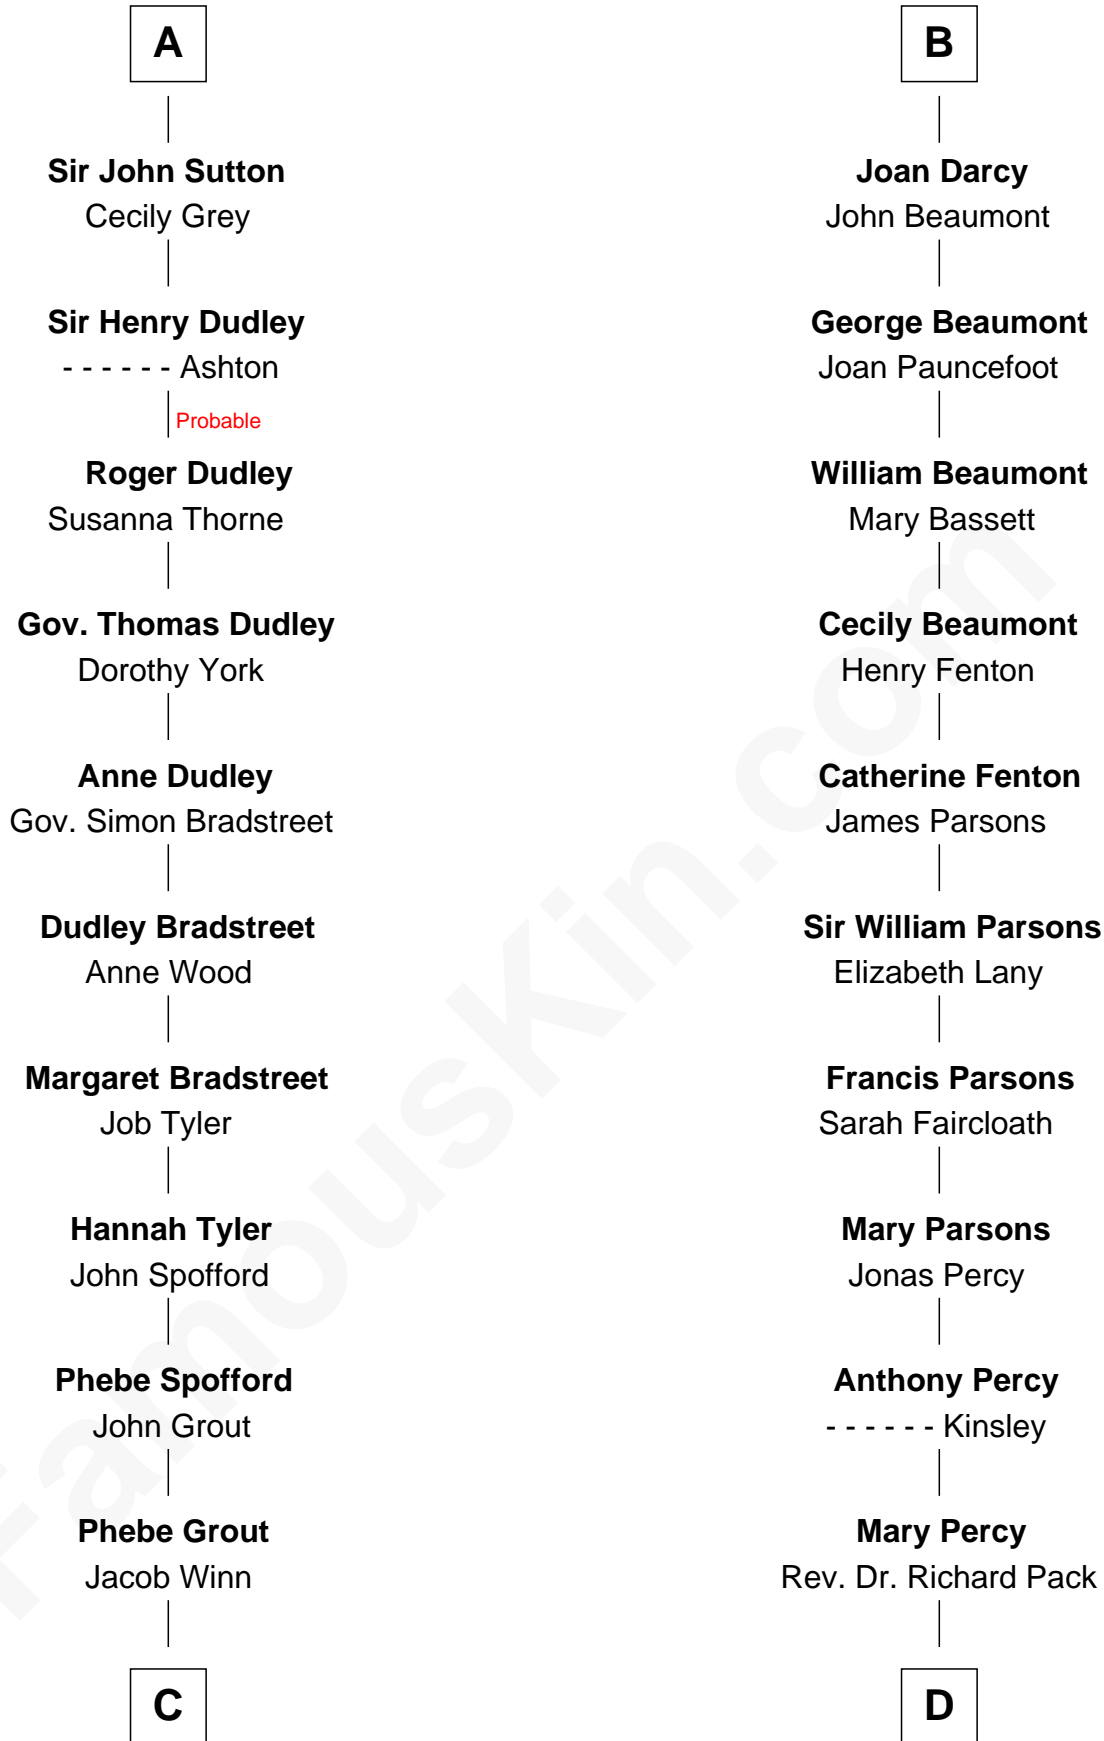 A
Sir John Sutton
Cecily Grey
Sir Henry Dudley
- - - - - - Ashton
Probable
Roger Dudley
Susanna Thorne
Gov. Thomas Dudley
Dorothy York
Anne Dudley
Gov. Simon Bradstreet
Dudley Bradstreet
Anne Wood
Margaret Bradstreet
Job Tyler
Hannah Tyler
John Spofford
Phebe Spofford
John Grout
Phebe Grout
Jacob Winn
C
B
Joan Darcy
John Beaumont
George Beaumont
Joan Pauncefoot
William Beaumont
Mary Bassett
Cecily Beaumont
Henry Fenton
Catherine Fenton
James Parsons
Sir William Parsons
Elizabeth Lany
Francis Parsons
Sarah Faircloath
Mary Parsons
Jonas Percy
Anthony Percy
- - - - - - Kinsley
Mary Percy
Rev. Dr. Richard Pack
D
FamousKin.com